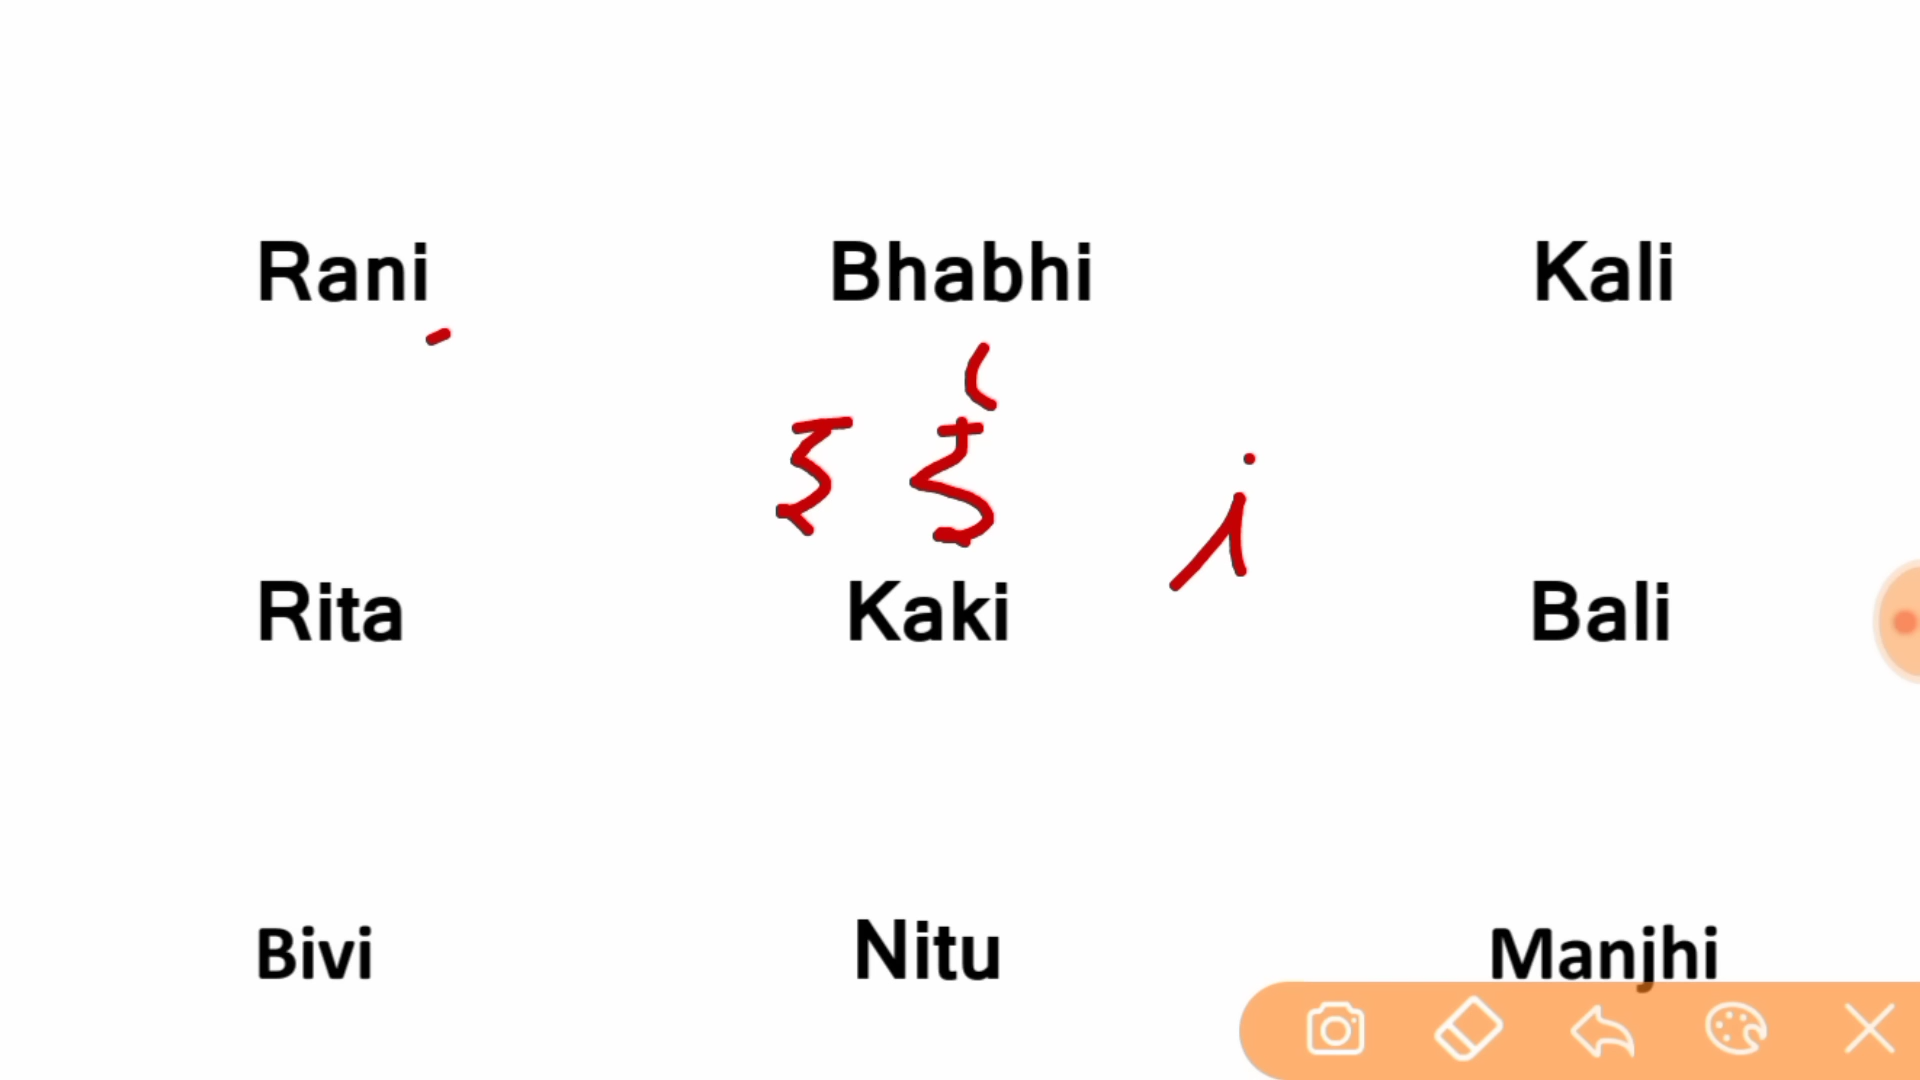 Rani Bhabhi Kali
इ ई i
Rita Kaki Bali
Bivi Nitu Manjhi